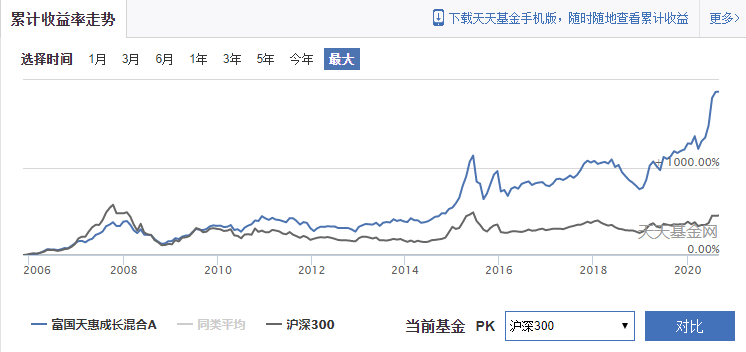 累计收益率走势 下载天天基金手机版，随时随地查看累计收益 更多>
选择时间 1月 3月 6月 1年 3年 5年 今年 最大
1000.00%
天天基金网
0.00%
2006 2008 2010 2012 2014 2016 2018 2020
富国天惠成长混合A 同类平均 沪深300 当前基金 PK 沪深300 对比